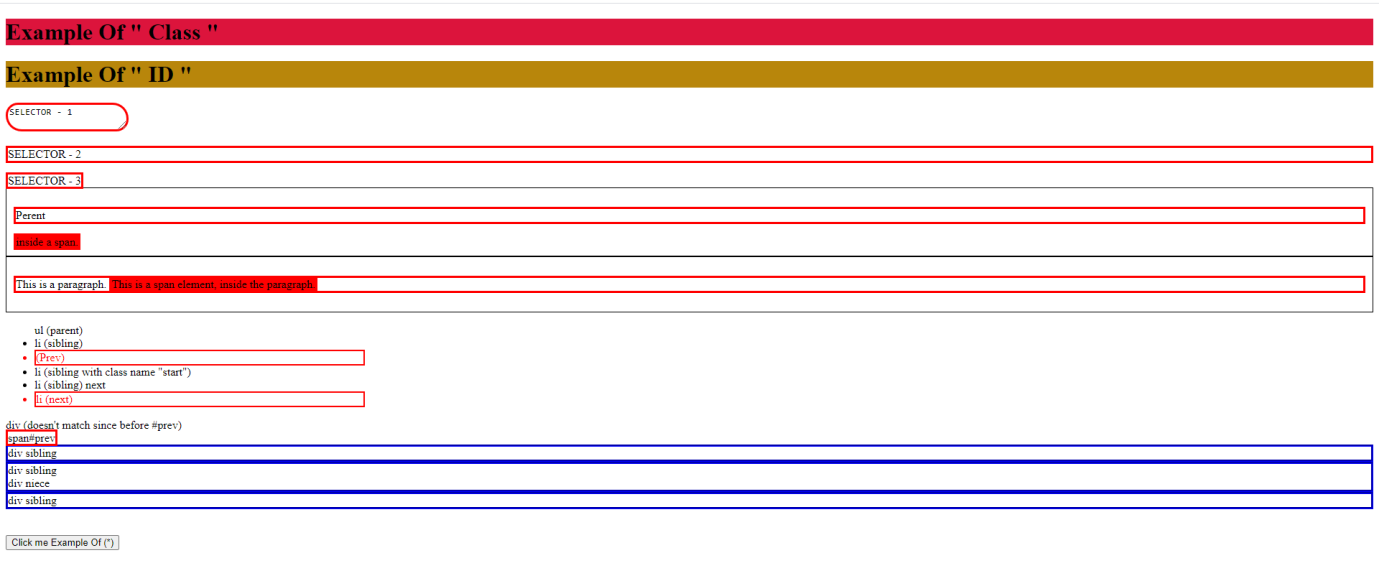 Example Of " Class "
Example Of " ID "
SELECTOR - 1
SELECTOR - 2
SELECTOR - 3
Perent
inside a span.
This is a paragraph. This is a span element, inside the paragraph.
ul (parent)
li (sibling)
(Prev)
li (sibling with class name "start")
li (sibling) next
li (next)
div (doesn't match since before #prev)
span#prev
div sibling
div sibling
div niece
div sibling
Click me Example Of (*)